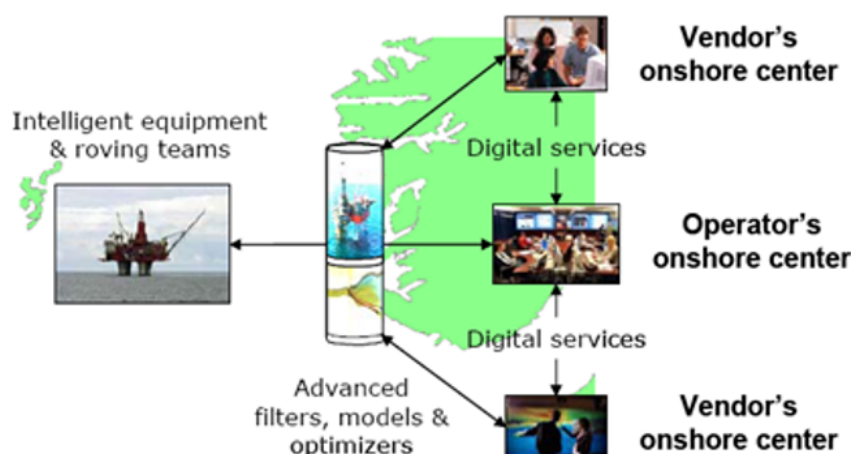 Vendor's
onshore center
Intelligent equipment
& roving teams
Digital services
Operator's
onshore center
Digital services
Advanced
filters, models &
optimizers
Vendor's
onshore center